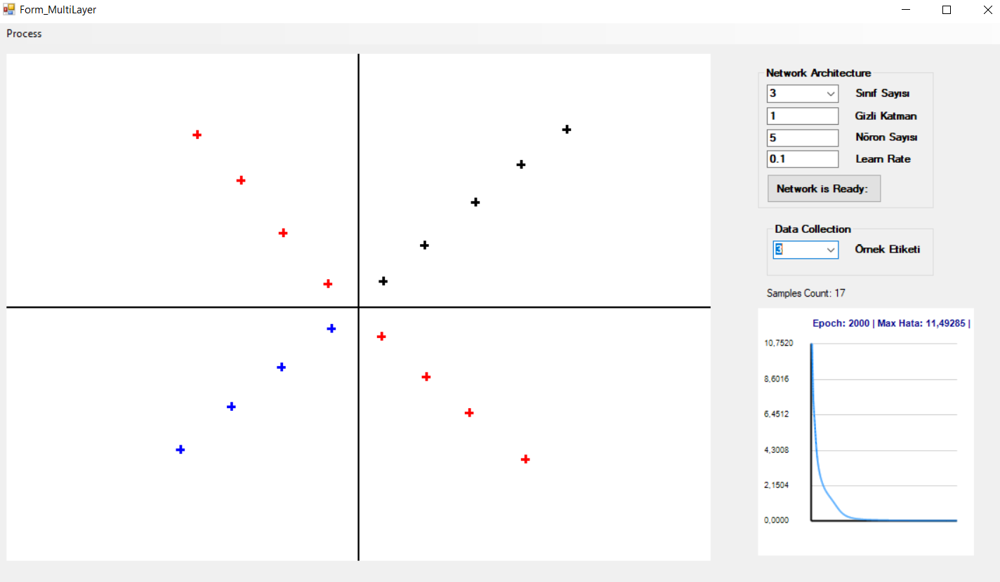 Form_MultiLayer
Process
Network Architecture
3 Sınıf Sayısı
1 Gizli Katman
5 Nöron Sayısı
0.1 Learn Rate
Network is Ready:
Data Collection
3 Örnek Etiketi
Samples Count: 17
Epoch: 2000 | Max Hata: 11,49285 |
10,7520
8,6016
6,4512
4,3008
2,1504
0,0000